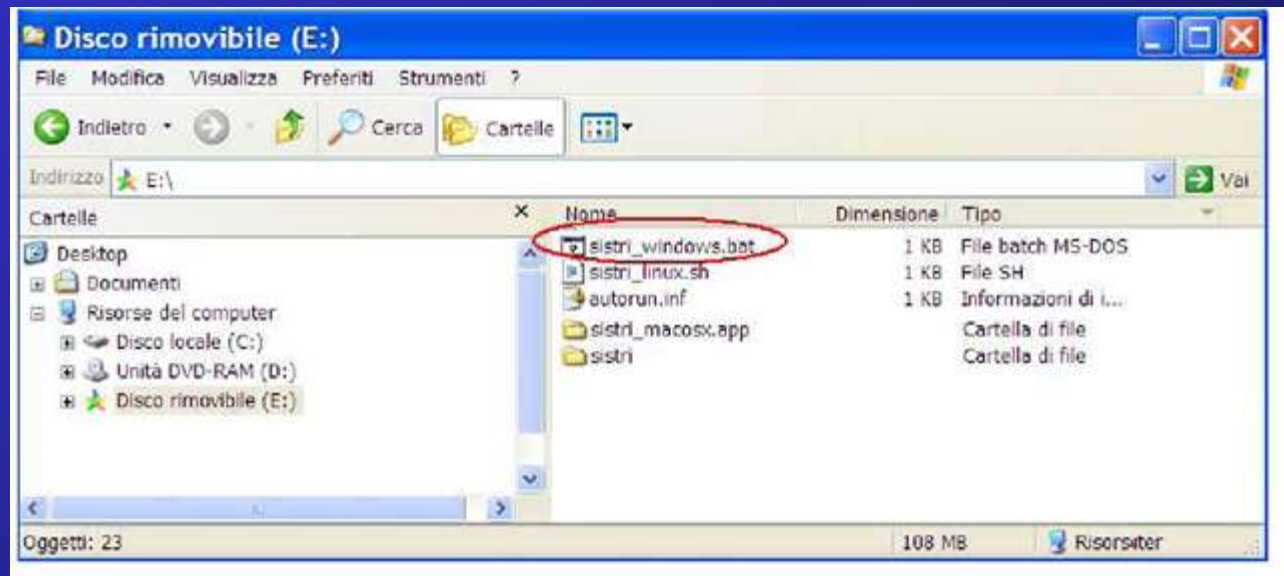 Disco rimovibile (E:)
File Modifica Visualizza Preferiti Strumenti ?
Indietro Cerca Cartelle
Indirizzo E:\ Vai
Cartelle
Desktop
Documenti
Risorse del computer
Disco locale (C:)
Unità DVD-RAM (D:)
Disco rimovibile (E:)
Nome Dimensione Tipo
sistri_windows.bat 1 KB File batch MS-DOS
sistri_linux.sh 1 KB File SH
autorun.inf 1 KB Informazioni di i...
sistri_macosx.app Cartella di file
sistri Cartella di file
Oggetti: 23 108 MB